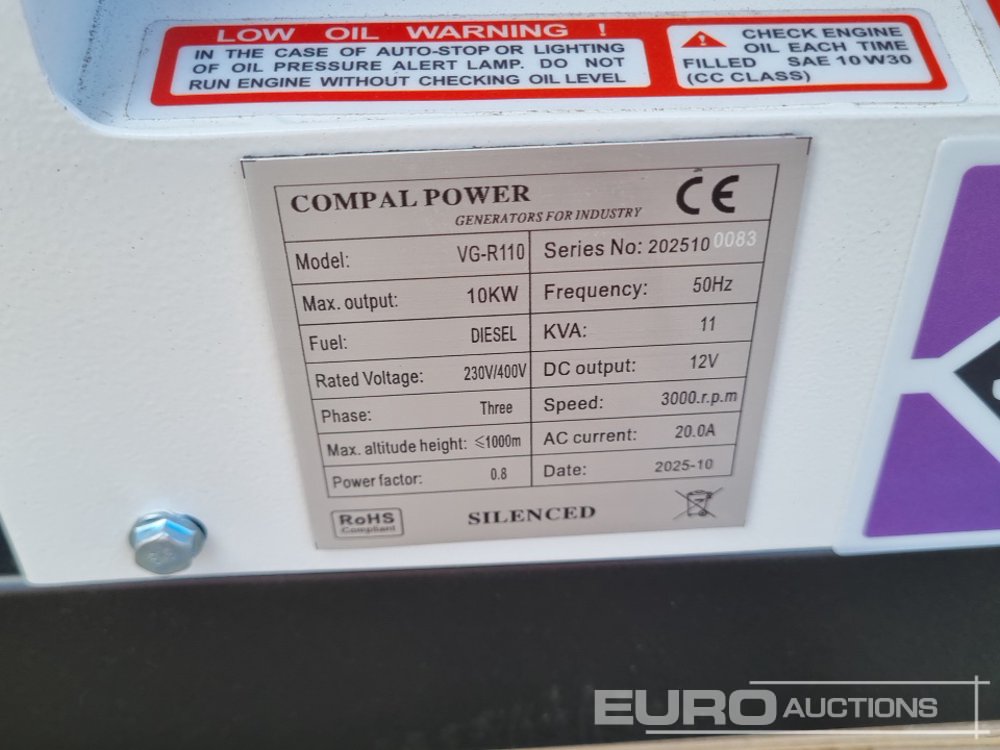 LOW OIL WARNING !
IN THE CASE OF AUTO-STOP OR LIGHTING
OF OIL PRESSURE ALERT LAMP. DO NOT
RUN ENGINE WITHOUT CHECKING OIL LEVEL
CHECK ENGINE
OIL EACH TIME
FILLED SAE 10W30
(CC CLASS)
COMPAL POWER
GENERATORS FOR INDUSTRY
CE
Model: VG-R110
Series No: 202510 0083
Max. output: 10KW
Frequency: 50Hz
Fuel: DIESEL
KVA: 11
Rated Voltage: 230V/400V
DC output: 12V
Phase: Three
Speed: 3000.r.p.m
Max. altitude height: ≤1000m
AC current: 20.0A
Power factor: 0.8
Date: 2025-10
RoHS
Compliant
SILENCED
EURO AUCTIONS